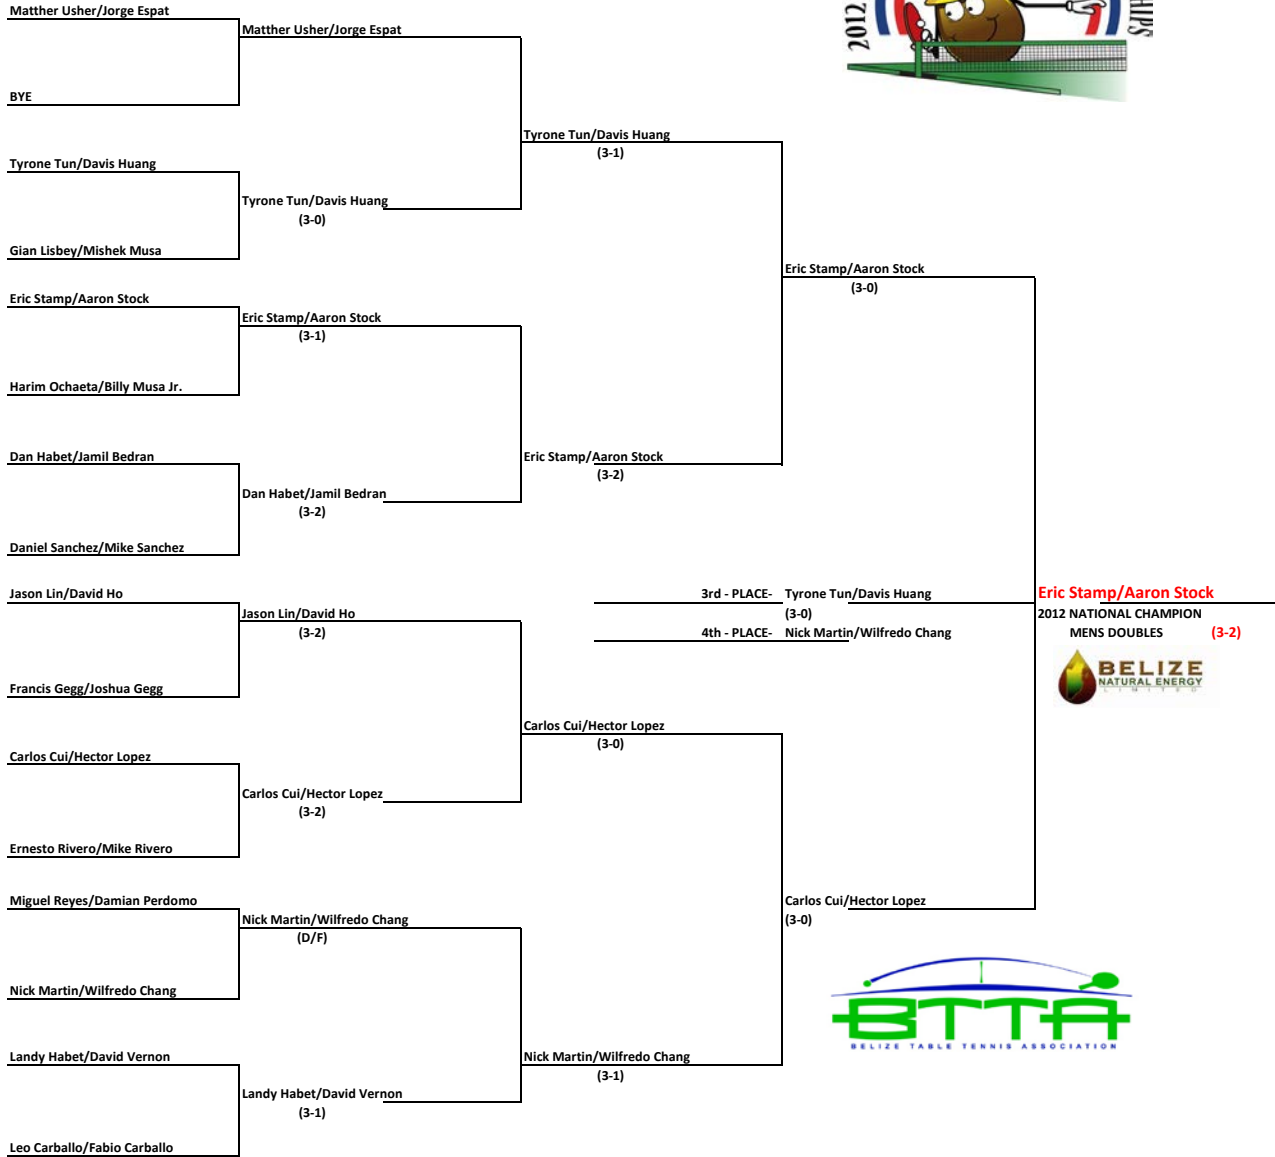 Matther Usher/Jorge Espat
Matther Usher/Jorge Espat
2012
HIPS
BYE
Tyrone Tun/Davis Huang
(3-1)
Tyrone Tun/Davis Huang
Tyrone Tun/Davis Huang
(3-0)
Gian Lisbey/Mishek Musa
Eric Stamp/Aaron Stock
(3-0)
Eric Stamp/Aaron Stock
Eric Stamp/Aaron Stock
(3-1)
Harim Ochaeta/Billy Musa Jr.
Dan Habet/Jamil Bedran
Eric Stamp/Aaron Stock
(3-2)
Dan Habet/Jamil Bedran
(3-2)
Daniel Sanchez/Mike Sanchez
Jason Lin/David Ho
3rd - PLACE- Tyrone Tun/Davis Huang
Eric Stamp/Aaron Stock
Jason Lin/David Ho
(3-0)
2012 NATIONAL CHAMPION
(3-2)
4th - PLACE- Nick Martin/Wilfredo Chang
MENS DOUBLES (3-2)
BELIZE
NATURAL ENERGY
LIMITED
Francis Gegg/Joshua Gegg
Carlos Cui/Hector Lopez
(3-0)
Carlos Cui/Hector Lopez
Carlos Cui/Hector Lopez
(3-2)
Ernesto Rivero/Mike Rivero
Miguel Reyes/Damian Perdomo
Carlos Cui/Hector Lopez
(3-0)
Nick Martin/Wilfredo Chang
(D/F)
Nick Martin/Wilfredo Chang
BTTA
BELIZE TABLE TENNIS ASSOCIATION
Landy Habet/David Vernon
Nick Martin/Wilfredo Chang
(3-1)
Landy Habet/David Vernon
(3-1)
Leo Carballo/Fabio Carballo